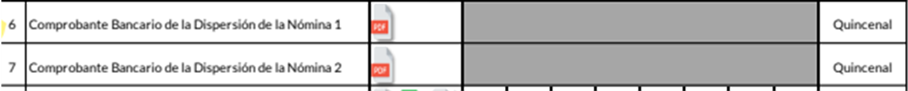 6 Comprobante Bancario de la Dispersión de la Nómina 1 PDF Quincenal
7 Comprobante Bancario de la Dispersión de la Nómina 2 PDF Quincenal